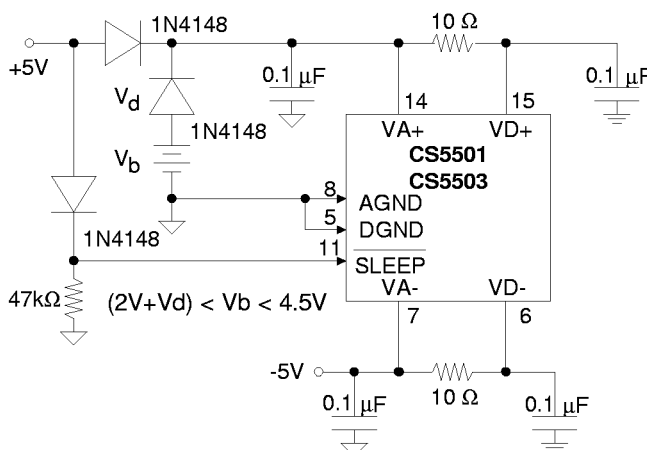 1N4148
10 Ω
+5V
0.1 μF
0.1 μF
Vd
14
15
1N4148
VA+
VD+
CS5501
CS5503
Vb
8
AGND
5
DGND
1N4148
11
SLEEP
47kΩ
(2V+Vd) < Vb < 4.5V
VA-
VD-
7
6
-5V
10 Ω
0.1 μF
0.1 μF